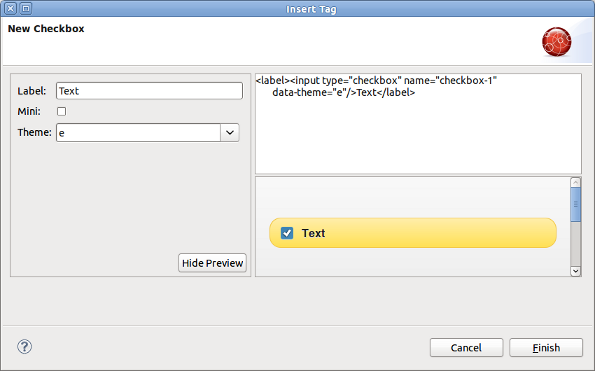 Insert Tag
New Checkbox
Label: Text
Mini:
Theme: e
Hide Preview
<label><input type="checkbox" name="checkbox-1"
data-theme="e"/>Text</label>
Text
?
Cancel
Finish